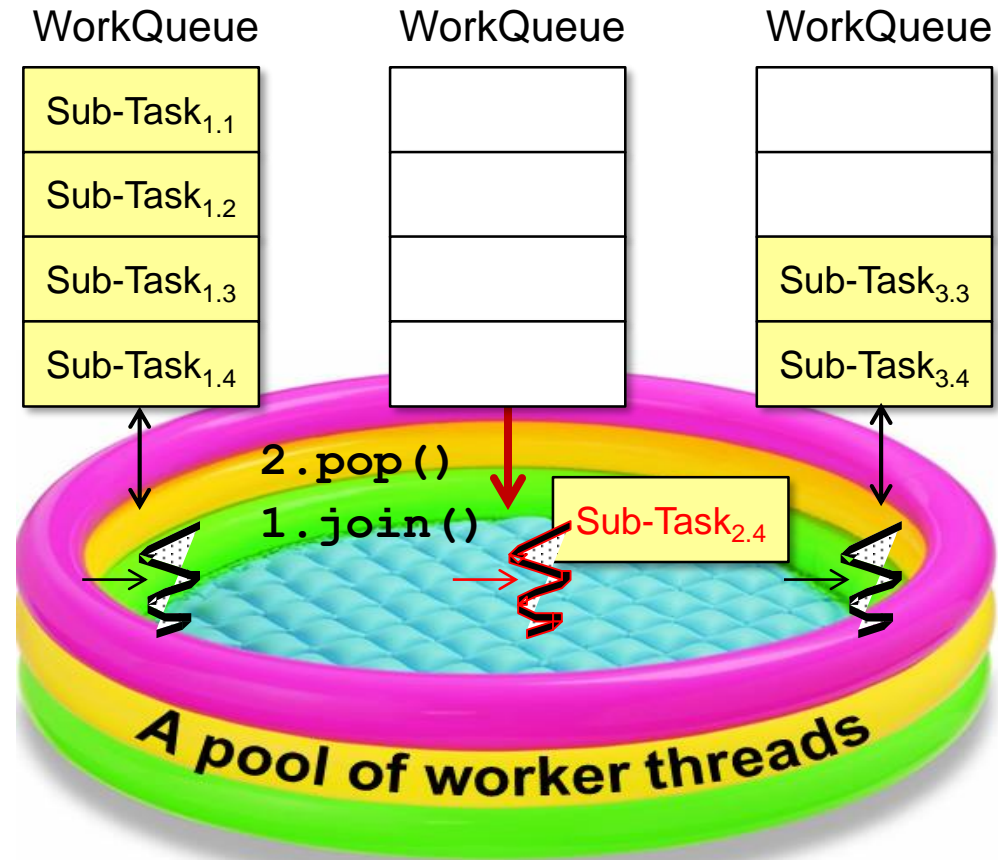 WorkQueue WorkQueue WorkQueue
Sub-Task1.1
Sub-Task1.2
Sub-Task1.3 Sub-Task3.3
Sub-Task1.4 Sub-Task3.4
2.pop()
1.join() Sub-Task2.4
A pool of worker threads